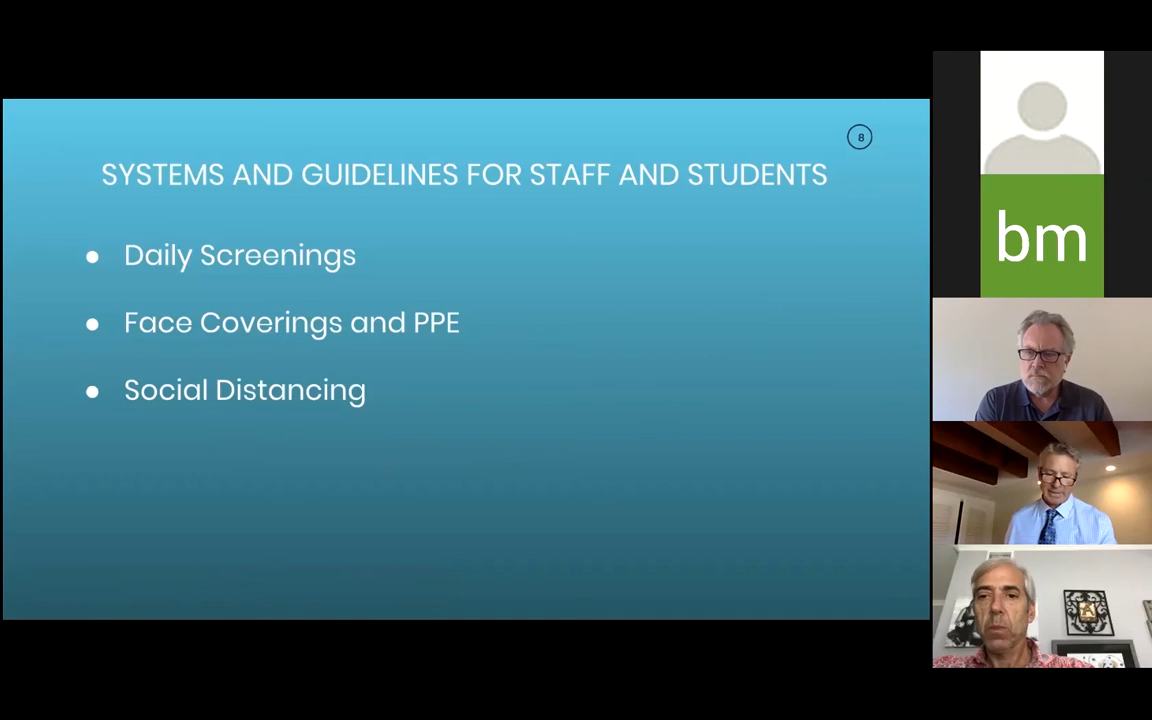 8
SYSTEMS AND GUIDELINES FOR STAFF AND STUDENTS
● Daily Screenings
● Face Coverings and PPE
● Social Distancing
bm